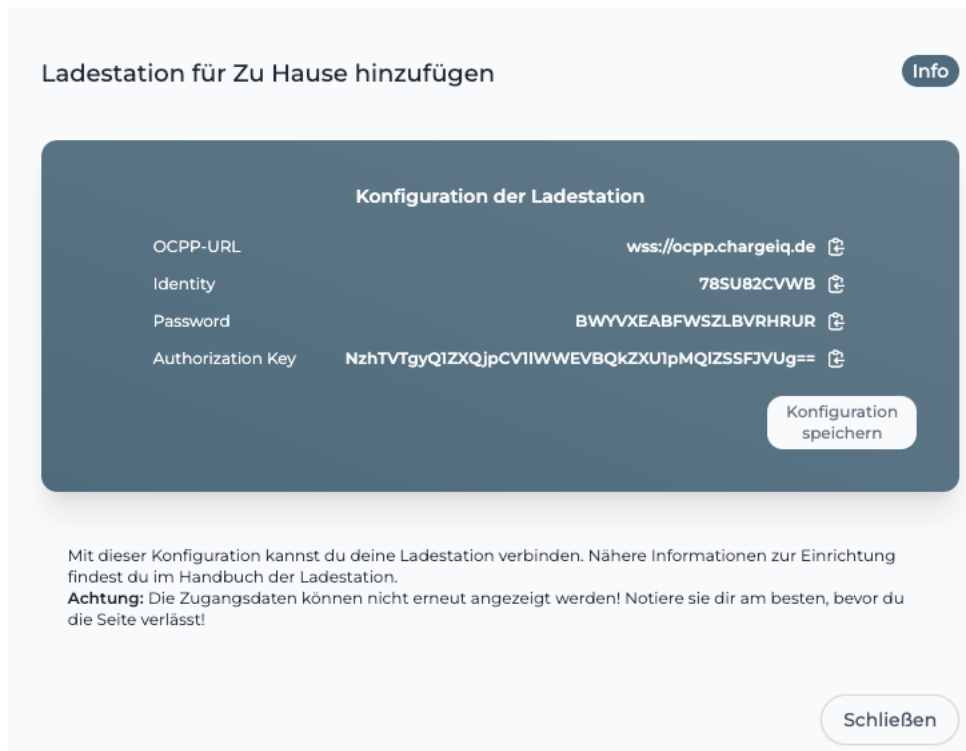 Ladestation für Zu Hause hinzufügen
Info
Konfiguration der Ladestation
OCPP-URL wss://ocpp.chargeiq.de
Identity 78SU82CVWB
Password BWYVXEABFWSZLBVRHRUR
Authorization Key NzhTVTgyQ1ZXQjpCV1lWWEVBQkZXU1pMQlZSSFJVUg==
Konfiguration
speichern
Mit dieser Konfiguration kannst du deine Ladestation verbinden. Nähere Informationen zur Einrichtung
findest du im Handbuch der Ladestation.
Achtung: Die Zugangsdaten können nicht erneut angezeigt werden! Notiere sie dir am besten, bevor du
die Seite verlässt!
Schließen